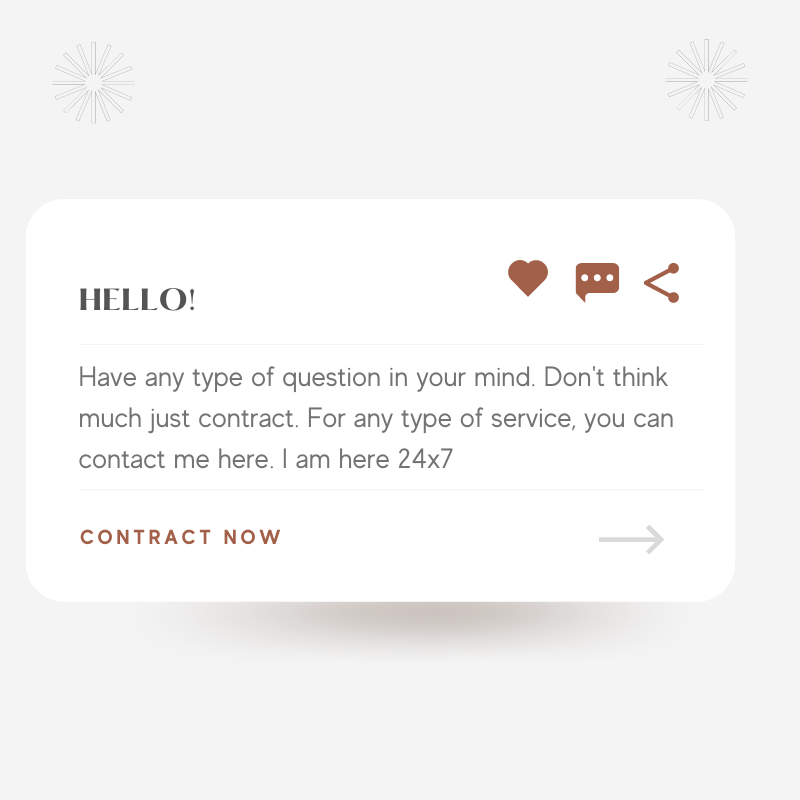 HELLO!
Have any type of question in your mind. Don't think
much just contract. For any type of service, you can
contact me here. I am here 24x7
CONTRACT NOW